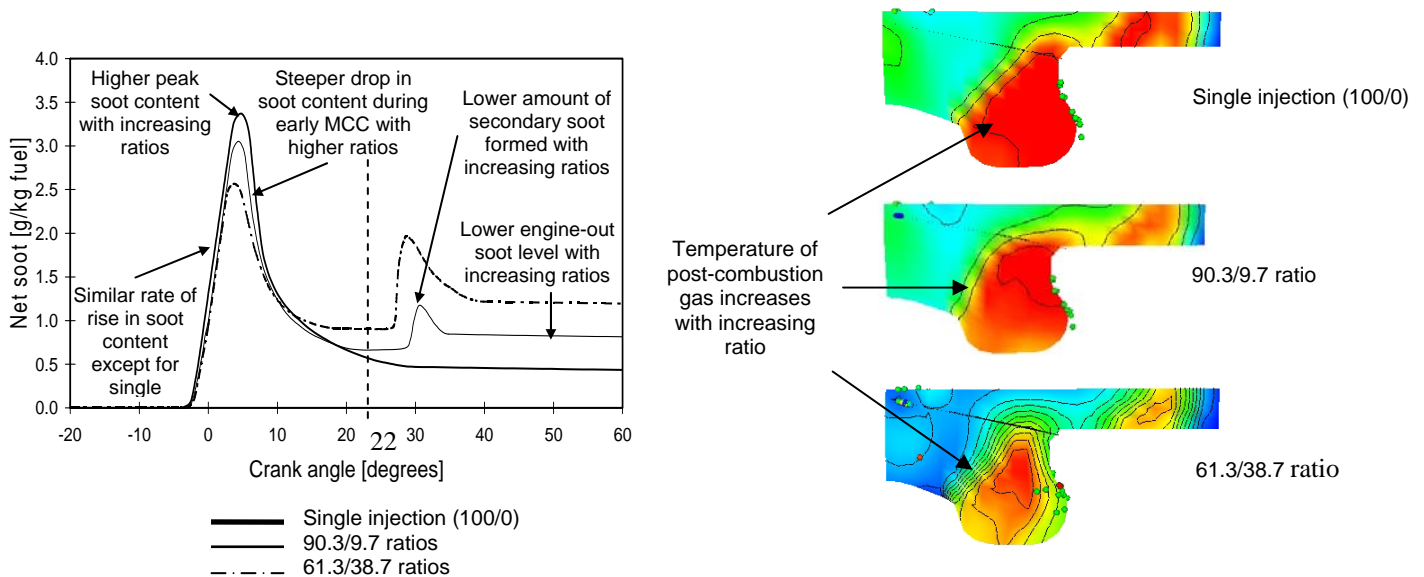 Higher peak
soot content
with increasing
ratios
Steeper drop in
soot content during
early MCC with
higher ratios
Lower amount of
secondary soot
formed with
increasing ratios
Lower engine-out
soot level with
increasing ratios
Similar rate of
rise in soot
content
except for
single
Net soot [g/kg fuel]
4.0
3.5
3.0
2.5
2.0
1.5
1.0
0.5
0.0
-20 -10 0 10 20 22 30 40 50 60
Crank angle [degrees]
Single injection (100/0)
90.3/9.7 ratios
61.3/38.7 ratios
Temperature of
post-combustion
gas increases
with increasing
ratio
Single injection (100/0)
90.3/9.7 ratio
61.3/38.7 ratio